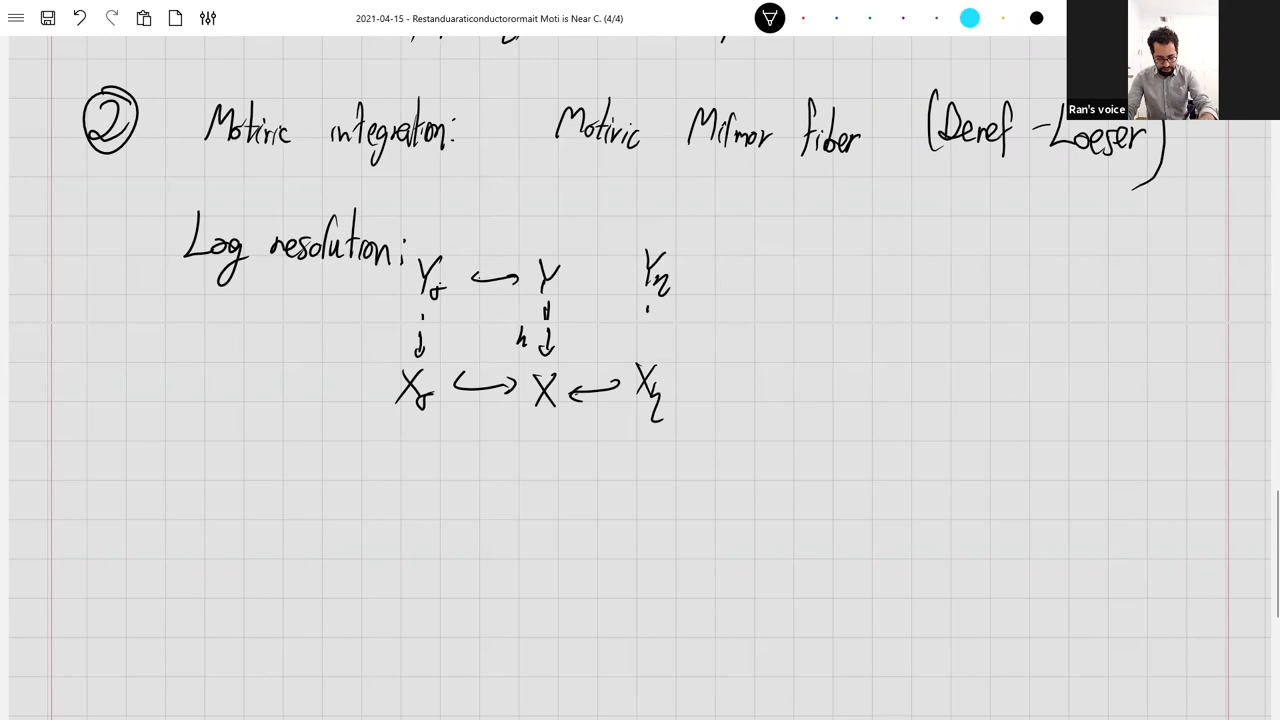 2021-04-15 - Restanduaraticonductorormait Moti is Near C. (4/4)
Ran's voice
② Motivic integration: Motivic Milnor fiber (Denef - Loeser)
Log resolution:
Y_σ ↪ Y Y_η
↓ h ↓
X_σ ↪ X ↩ X_η